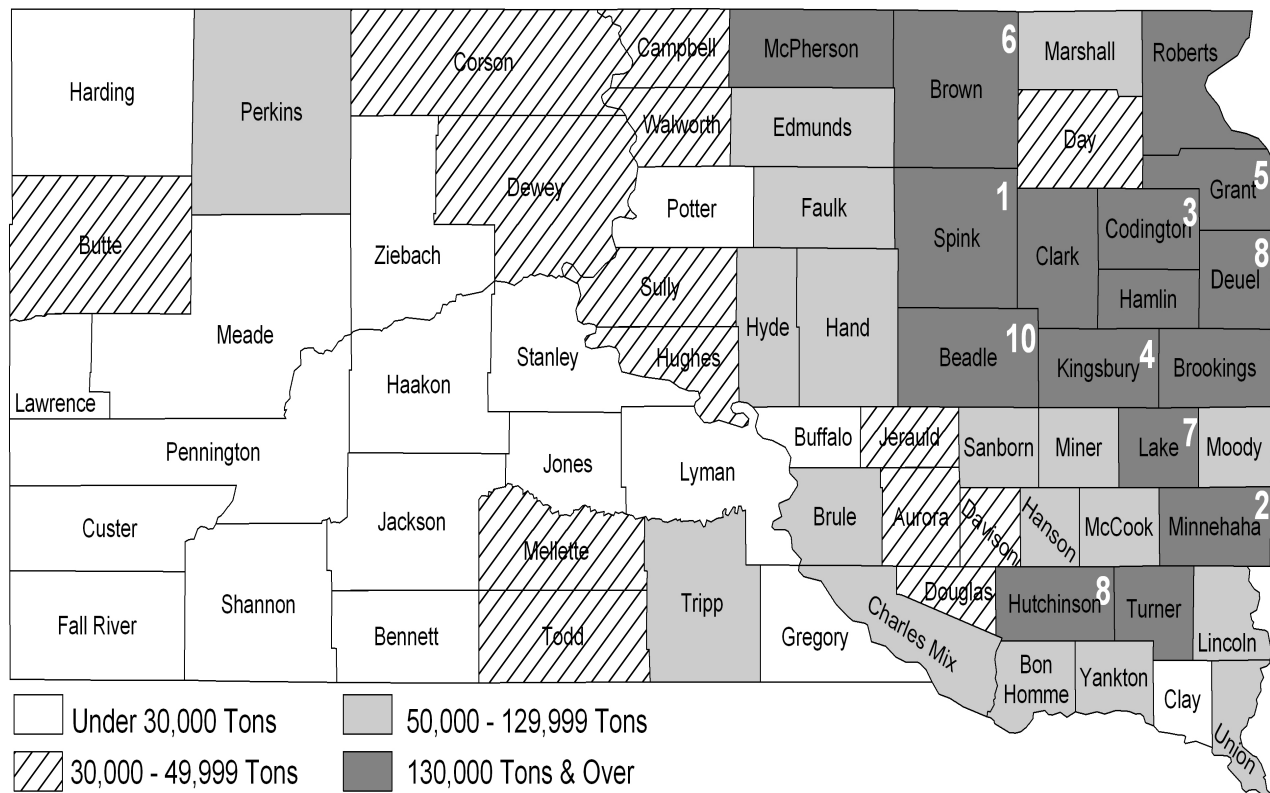 6
Corson
Campbell
McPherson
Marshall
Roberts
Harding
Perkins
Brown
Walworth
Edmunds
Day
Dewey
5
Grant
1
3
Potter
Faulk
Spink
Codington
Butte
Ziebach
Clark
8
Deuel
Sully
Hamlin
Meade
Hyde
Hand
10
Stanley
Hughes
Beadle
4
Kingsbury
Brookings
Haakon
Lawrence
7
Buffalo
Jerauld
Sanborn
Miner
Lake
Moody
Pennington
Jones
Lyman
2
Custer
Jackson
Brule
Aurora
Davison
Hanson
McCook
Minnehaha
Mellette
8
Shannon
Tripp
Douglas
Hutchinson
Turner
Fall River
Bennett
Todd
Gregory
Charles Mix
Lincoln
Bon
Homme
Yankton
Clay
Union
Under 30,000 Tons
50,000 - 129,999 Tons
30,000 - 49,999 Tons
130,000 Tons & Over